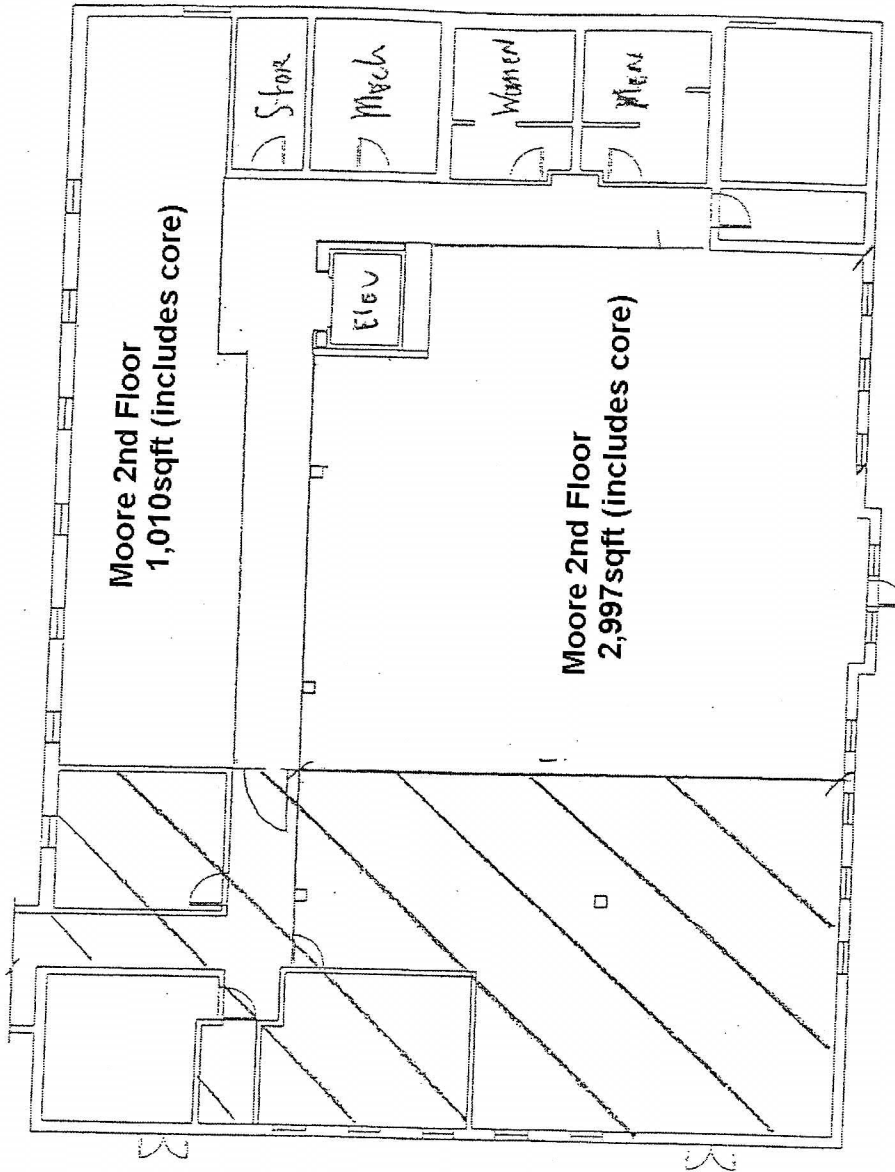 Moore 2nd Floor
1,010sqft (includes core)
Stor
Mech
Women
Men
Elev
Moore 2nd Floor
2,997sqft (includes core)